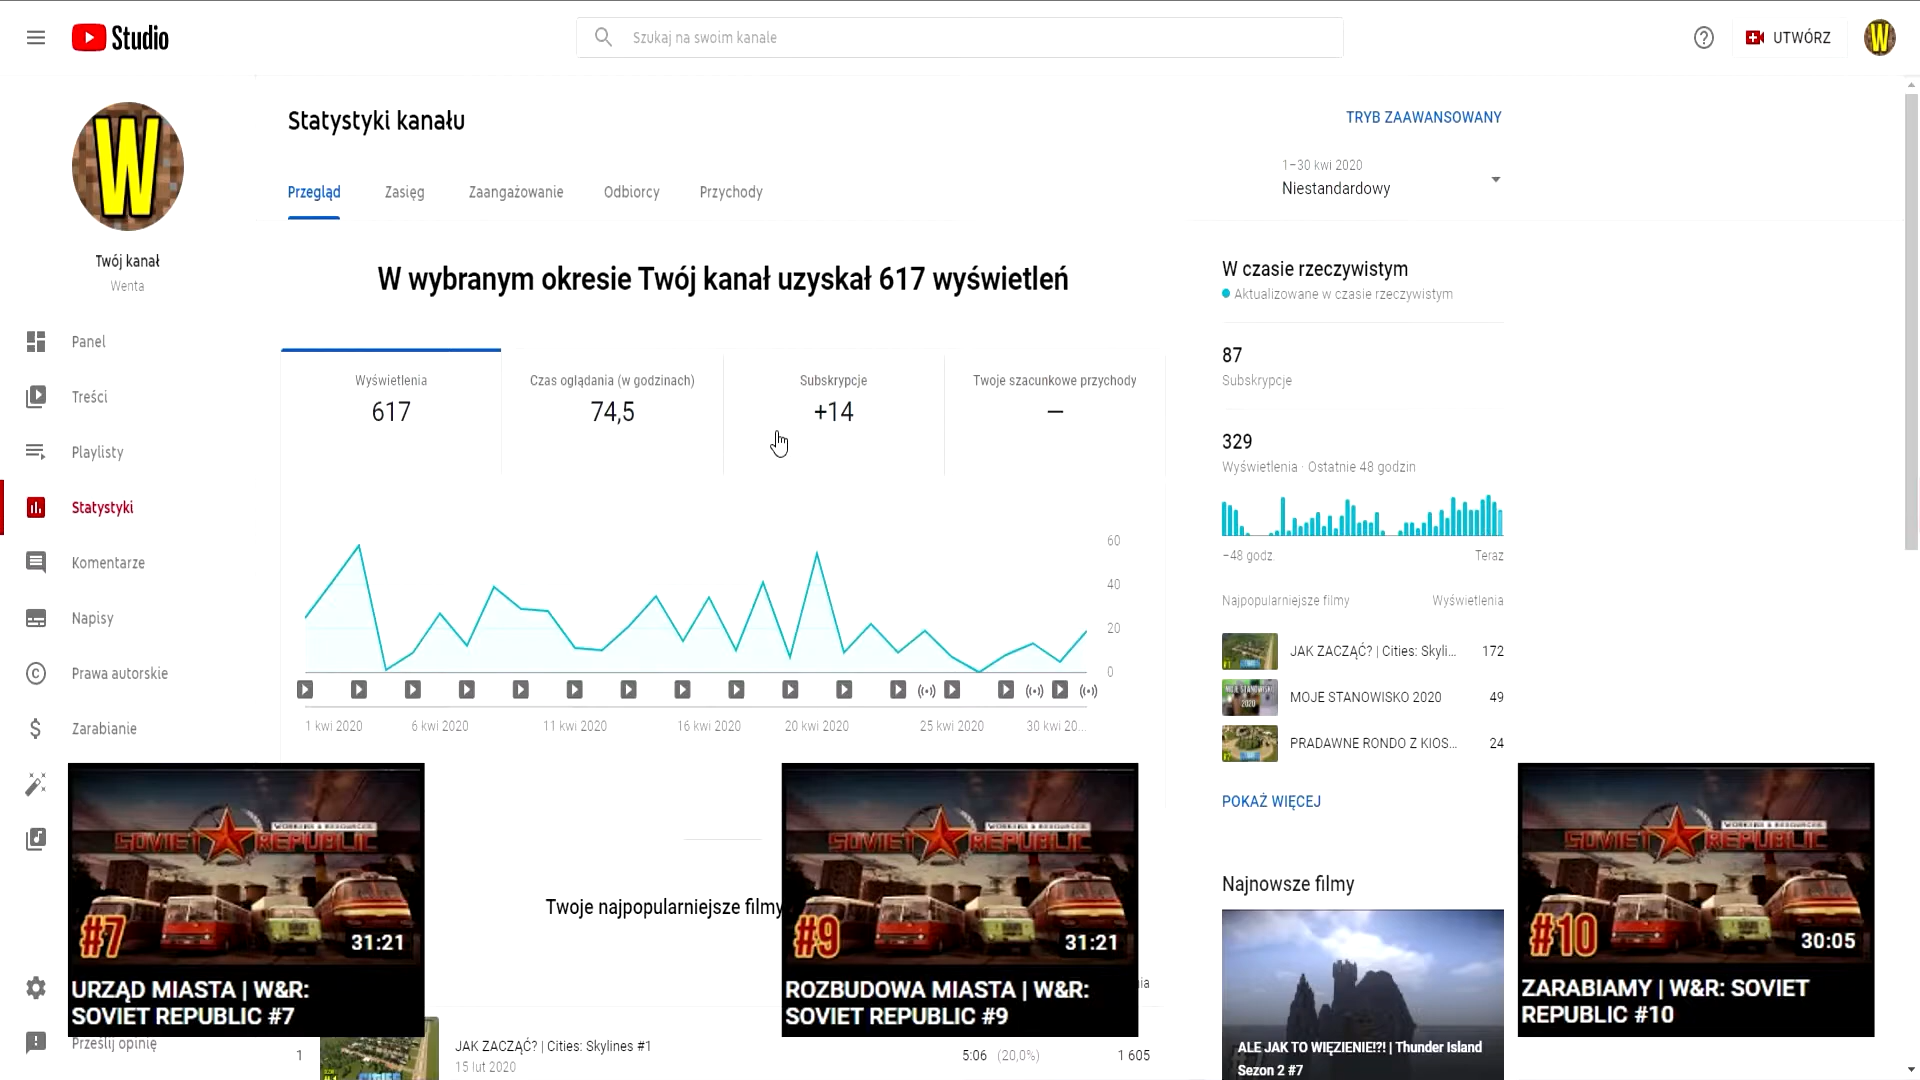 Studio
Szukaj na swoim kanale
UTWÓRZ
W
W
Twój kanał
Wenta
Panel
Treści
Playlisty
Statystyki
Komentarze
Napisy
Prawa autorskie
Zarabianie
Prześlij opinię
Statystyki kanału
TRYB ZAAWANSOWANY
Przegląd Zasięg Zaangażowanie Odbiorcy Przychody
1–30 kwi 2020
Niestandardowy
W wybranym okresie Twój kanał uzyskał 617 wyświetleń
Wyświetlenia
617
Czas oglądania (w godzinach)
74,5
Subskrypcje
+14
Twoje szacunkowe przychody
—
60
40
20
0
1 kwi 2020 6 kwi 2020 11 kwi 2020 16 kwi 2020 20 kwi 2020 25 kwi 2020 30 kwi 20...
W czasie rzeczywistym
Aktualizowane w czasie rzeczywistym
87
Subskrypcje
329
Wyświetlenia · Ostatnie 48 godzin
−48 godz. Teraz
Najpopularniejsze filmy Wyświetlenia
JAK ZACZĄĆ? | Cities: Skyli... 172
MOJE STANOWISKO 2020 49
PRADAWNE RONDO Z KIOS... 24
POKAŻ WIĘCEJ
Najnowsze filmy
ALE JAK TO WIĘZIENIE!?! | Thunder Island
Sezon 2 #7
Twoje najpopularniejsze filmy
1
JAK ZACZĄĆ? | Cities: Skylines #1
15 lut 2020
5:06 (20,0%) 1 605
WORKERS & RESOURCES
SOVIET REPUBLIC
#7
31:21
URZĄD MIASTA | W&R:
SOVIET REPUBLIC #7
WORKERS & RESOURCES
SOVIET REPUBLIC
#9
31:21
ROZBUDOWA MIASTA | W&R:
SOVIET REPUBLIC #9
WORKERS & RESOURCES
SOVIET REPUBLIC
#10
30:05
ZARABIAMY | W&R: SOVIET
REPUBLIC #10